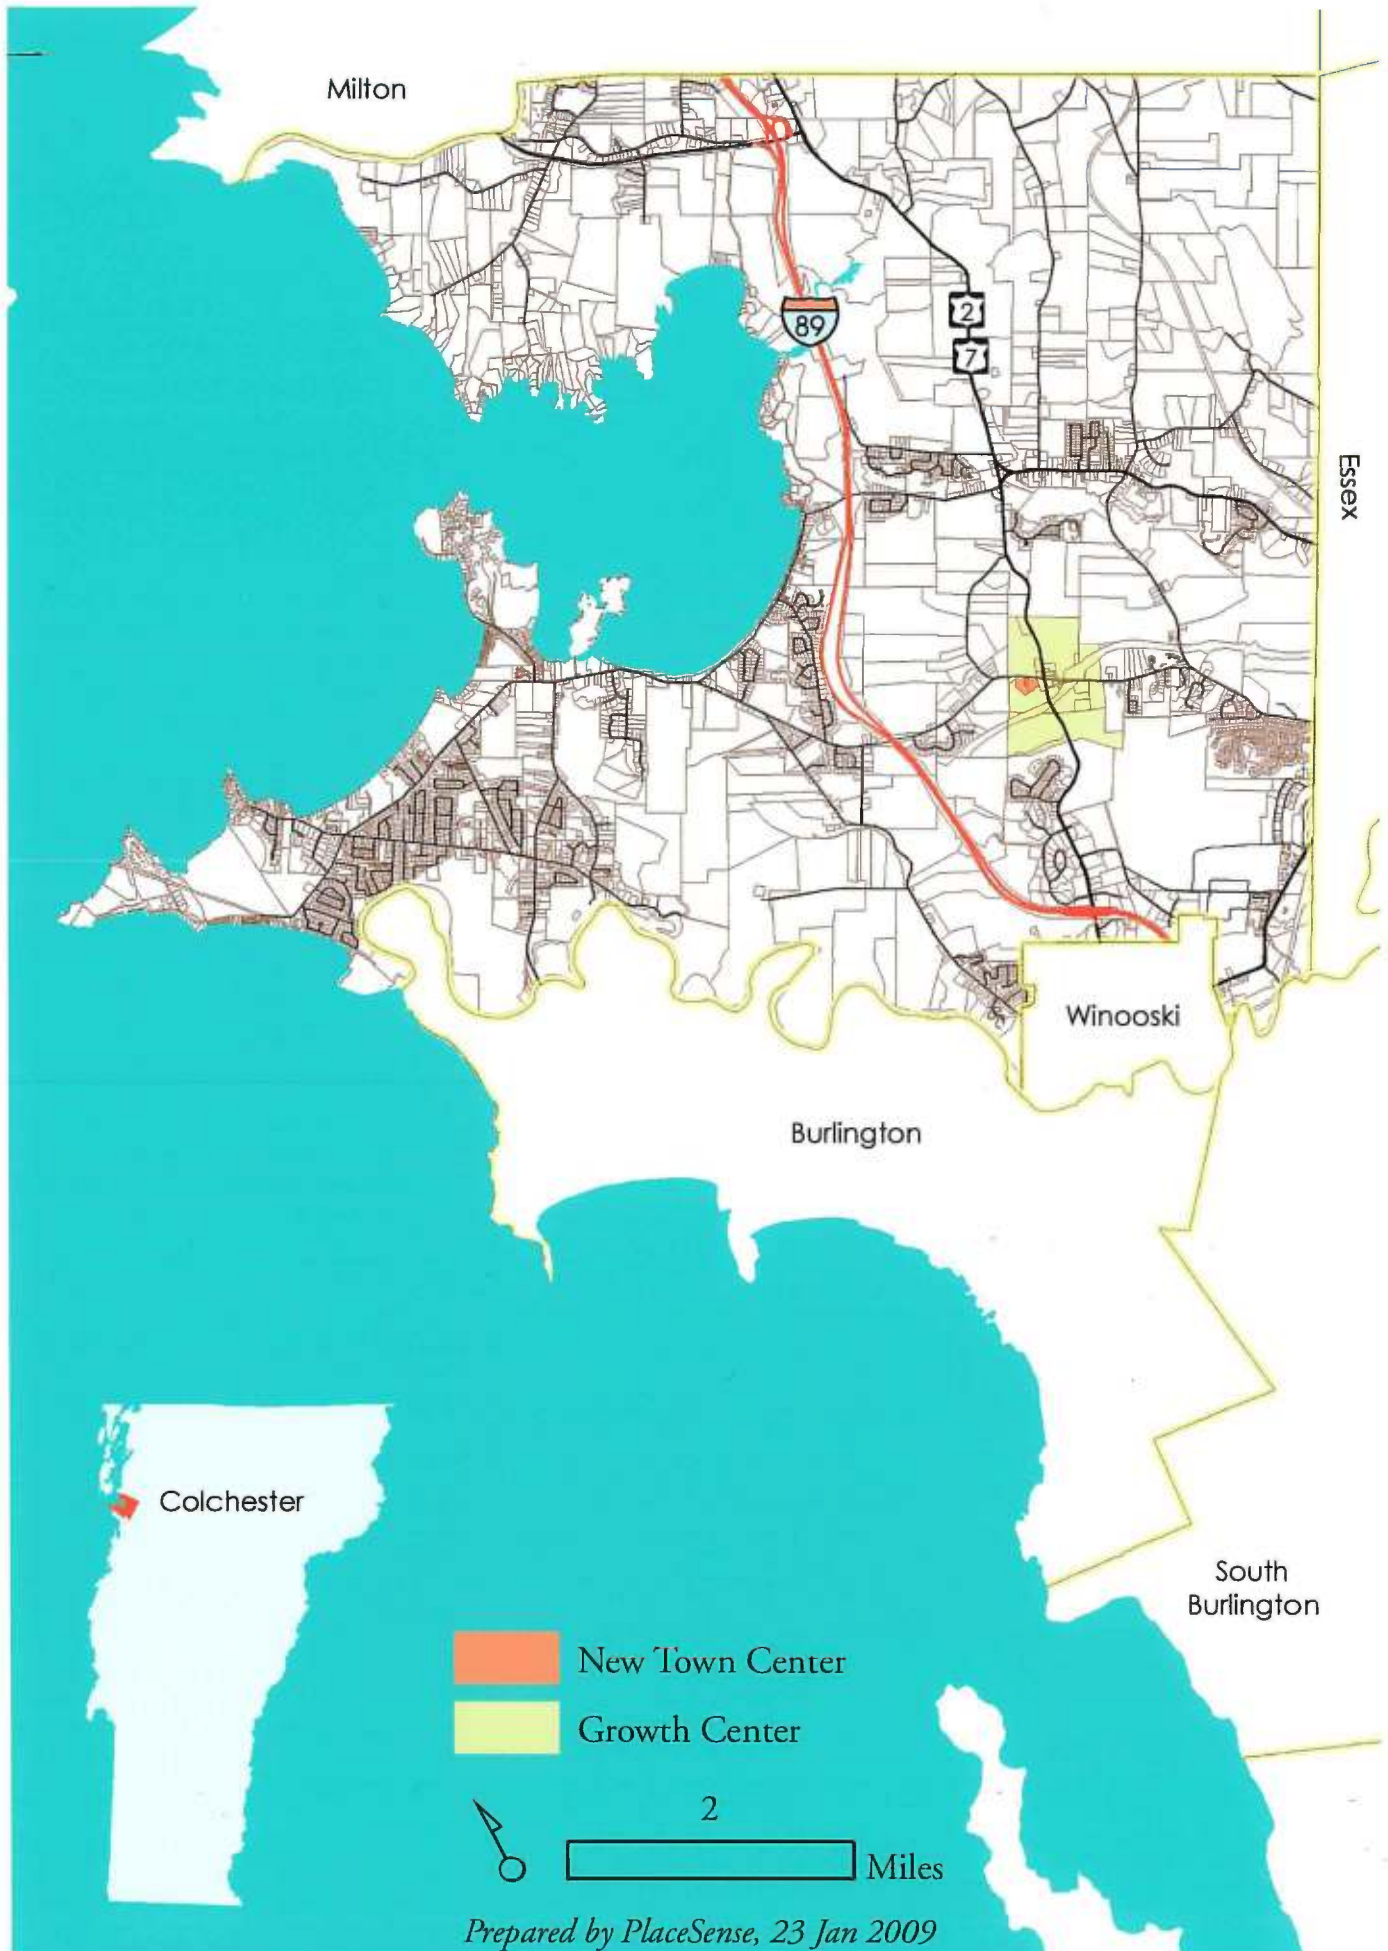 Milton
89
2
7
Essex
Winooski
Burlington
Colchester
South
Burlington
New Town Center
Growth Center
2
Miles
Prepared by PlaceSense, 23 Jan 2009